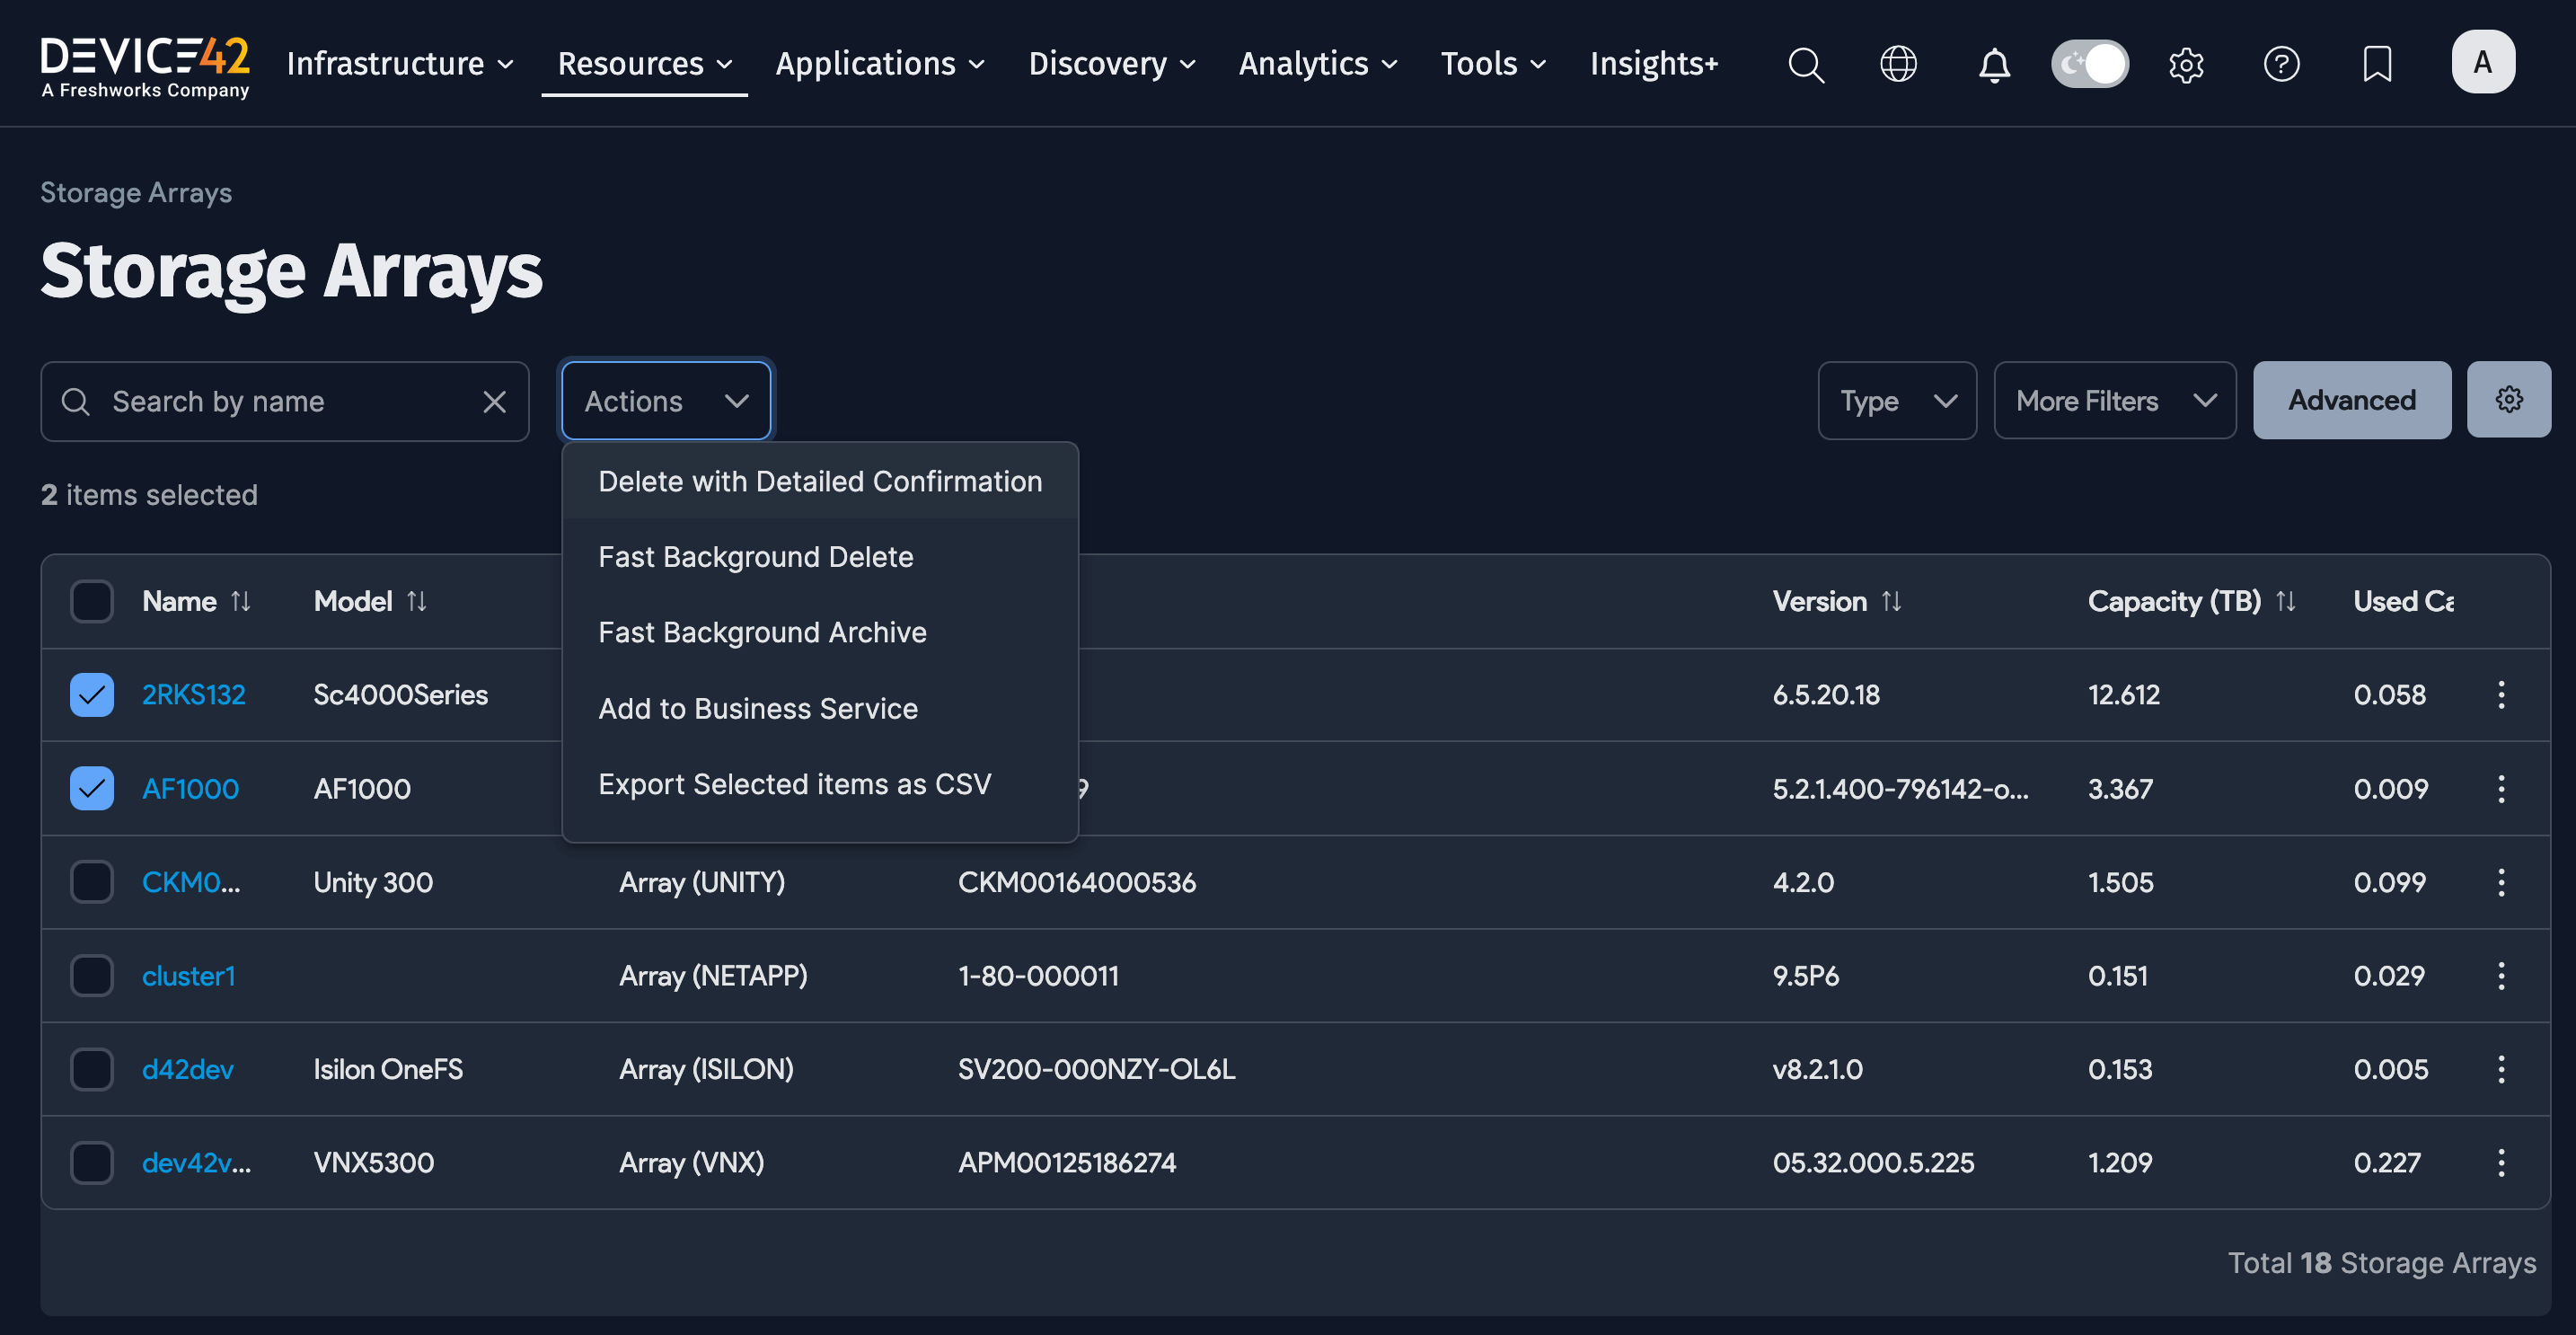 DEVICE42
A Freshworks Company
Infrastructure Resources Applications Discovery Analytics Tools Insights+
A
Storage Arrays
Storage Arrays
Search by name
Actions
Type
More Filters
Advanced
2 items selected
Delete with Detailed Confirmation
Fast Background Delete
Fast Background Archive
Add to Business Service
Export Selected items as CSV
Name Model Version Capacity (TB) Used Ca
2RKS132 Sc4000Series 6.5.20.18 12.612 0.058
AF1000 AF1000 9 5.2.1.400-796142-o... 3.367 0.009
CKM0... Unity 300 Array (UNITY) CKM00164000536 4.2.0 1.505 0.099
cluster1 Array (NETAPP) 1-80-000011 9.5P6 0.151 0.029
d42dev Isilon OneFS Array (ISILON) SV200-000NZY-OL6L v8.2.1.0 0.153 0.005
dev42v... VNX5300 Array (VNX) APM00125186274 05.32.000.5.225 1.209 0.227
Total 18 Storage Arrays